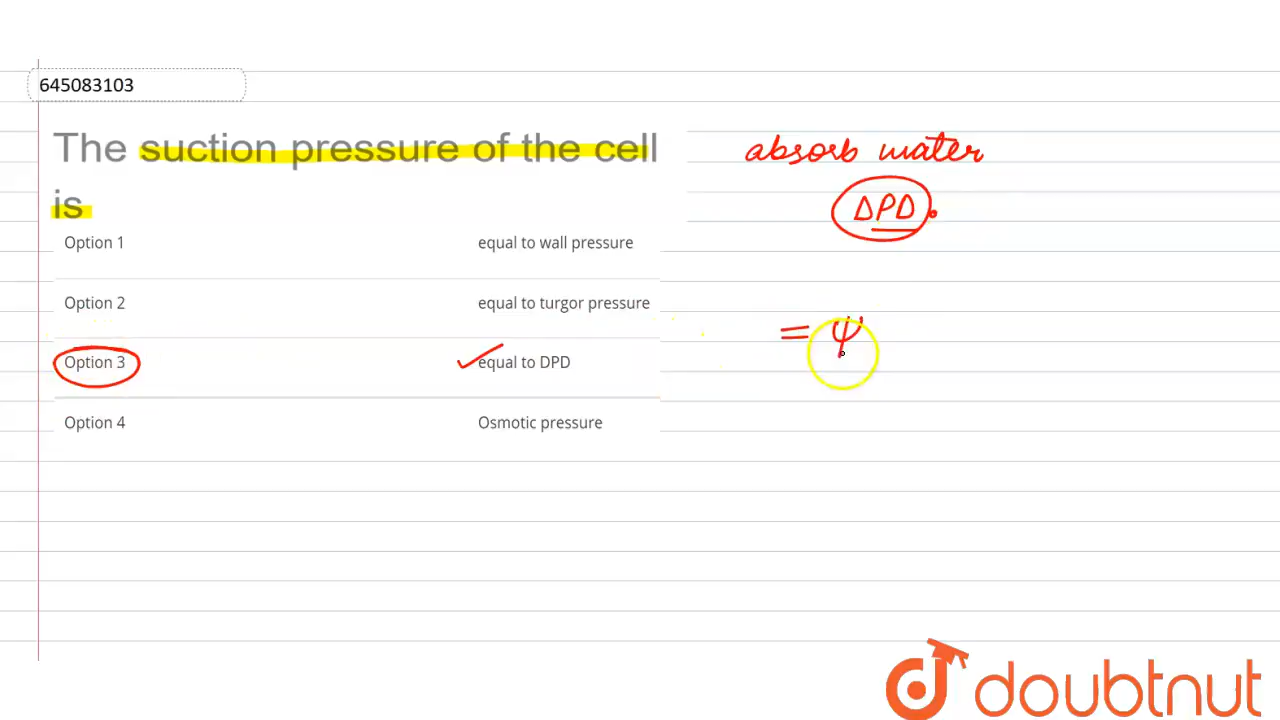 645083103
The suction pressure of the cell
is
Option 1 equal to wall pressure
Option 2 equal to turgor pressure
Option 3 equal to DPD
Option 4 Osmotic pressure
absorb water
DPD.
= ψ
doubtnut